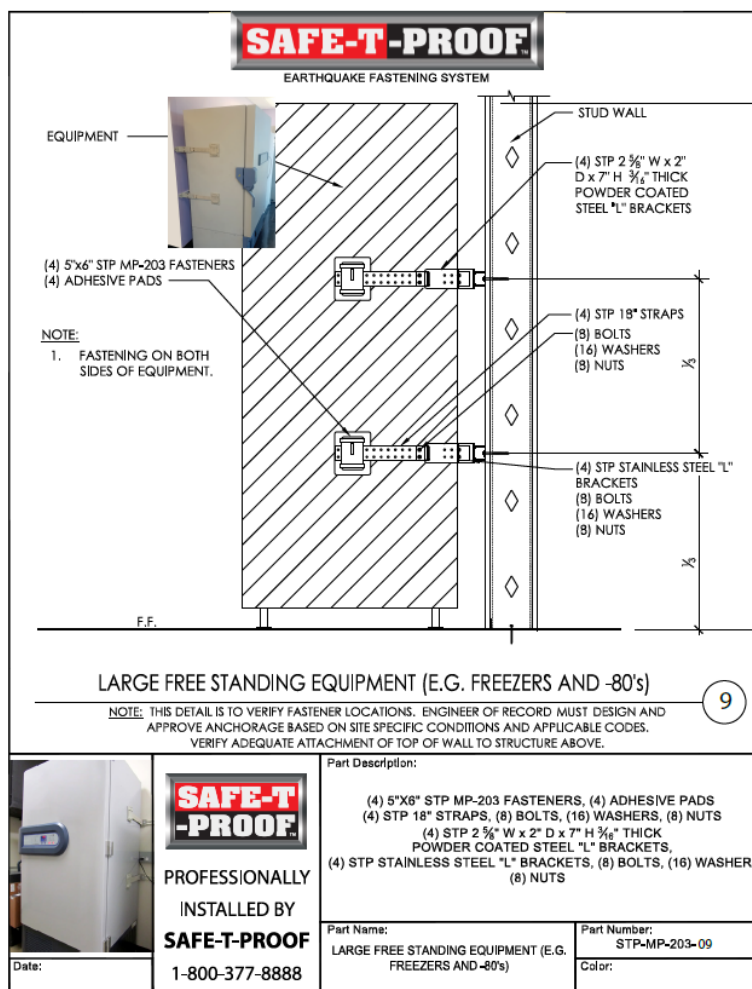 SAFE-T-PROOF
EARTHQUAKE FASTENING SYSTEM
EQUIPMENT
STUD WALL
(4) STP 2 5/8" W x 2"
D x 7" H 3/16" THICK
POWDER COATED
STEEL "L" BRACKETS
(4) 5"x6" STP MP-203 FASTENERS
(4) ADHESIVE PADS
NOTE:
1. FASTENING ON BOTH
SIDES OF EQUIPMENT.
(4) STP 18" STRAPS
(8) BOLTS
(16) WASHERS
(8) NUTS
1/3
(4) STP STAINLESS STEEL "L"
BRACKETS
(8) BOLTS
(16) WASHERS
(8) NUTS
1/3
F.F.
LARGE FREE STANDING EQUIPMENT (E.G. FREEZERS AND -80's)
9
NOTE: THIS DETAIL IS TO VERIFY FASTENER LOCATIONS. ENGINEER OF RECORD MUST DESIGN AND
APPROVE ANCHORAGE BASED ON SITE SPECIFIC CONDITIONS AND APPLICABLE CODES.
VERIFY ADEQUATE ATTACHMENT OF TOP OF WALL TO STRUCTURE ABOVE.
SAFE-T
-PROOF
PROFESSIONALLY
INSTALLED BY
SAFE-T-PROOF
1-800-377-8888
Date:
Part Description:
(4) 5"X6" STP MP-203 FASTENERS, (4) ADHESIVE PADS
(4) STP 18" STRAPS, (8) BOLTS, (16) WASHERS, (8) NUTS
(4) STP 2 5/8" W x 2" D x 7" H 3/16" THICK
POWDER COATED STEEL "L" BRACKETS,
(4) STP STAINLESS STEEL "L" BRACKETS, (8) BOLTS, (16) WASHER
(8) NUTS
Part Name:
LARGE FREE STANDING EQUIPMENT (E.G.
FREEZERS AND -80's)
Part Number:
STP-MP-203-09
Color: